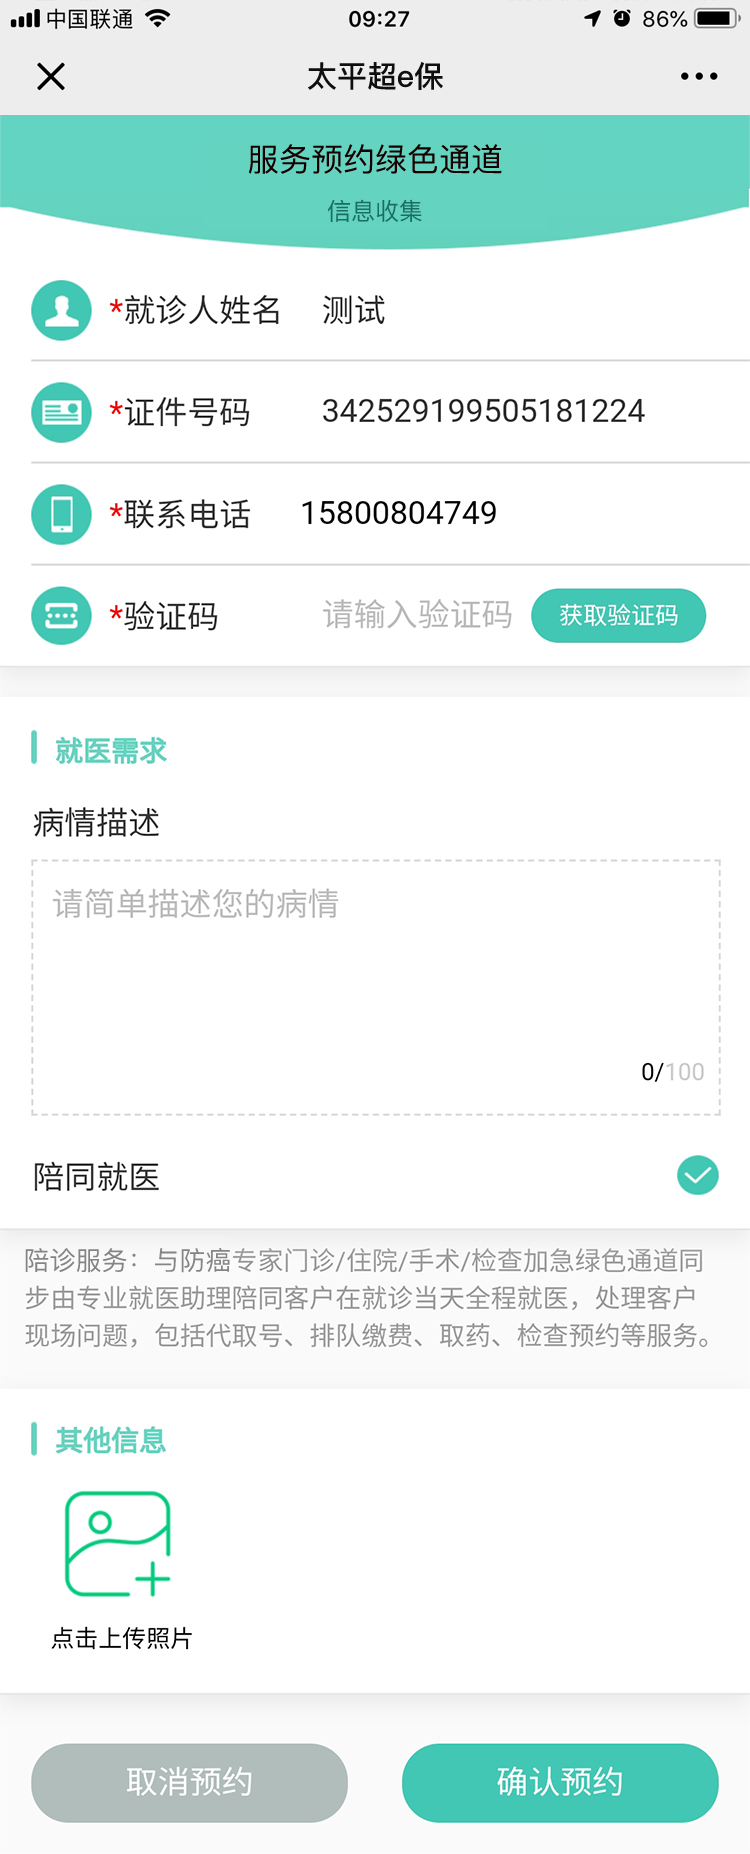 中国联通 09:27 86%
太平超e保
服务预约绿色通道
信息收集
*就诊人姓名 测试
*证件号码 342529199505181224
*联系电话 15800804749
*验证码 请输入验证码 获取验证码
就医需求
病情描述
请简单描述您的病情
0/100
陪同就医
陪诊服务：与防癌专家门诊/住院/手术/检查加急绿色通道同
步由专业就医助理陪同客户在就诊当天全程就医，处理客户
现场问题，包括代取号、排队缴费、取药、检查预约等服务。
其他信息
点击上传照片
取消预约 确认预约